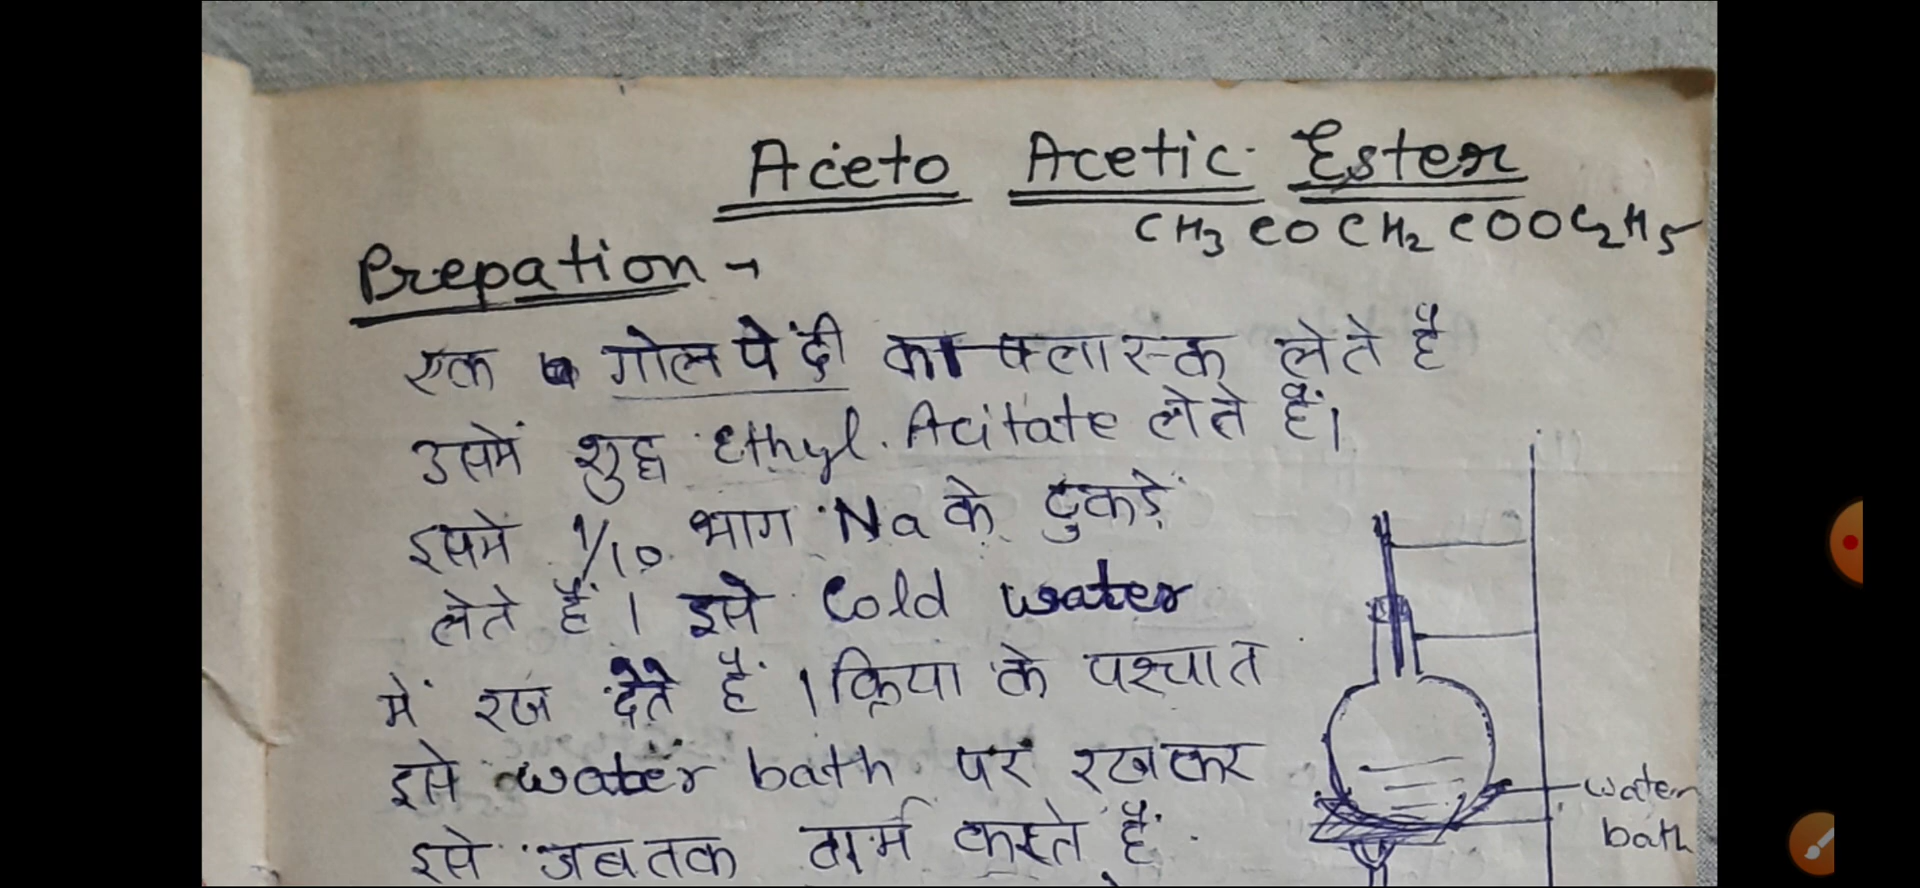 Aceto Acetic Ester
CH3 CO CH2 COOC2H5
Prepation →
एक गोल पेंदी का फ्लास्क लेते है
उसमें शुद्ध Ethyl. Acitate लेते हैं।
इसमें 1/10 भाग Na के टुकड़े
लेते हैं। इसे Cold water
में रख देते हैं। क्रिया के पश्चात
इसे water bath पर रखकर
इसे जबतक गर्म करते हैं
water
bath